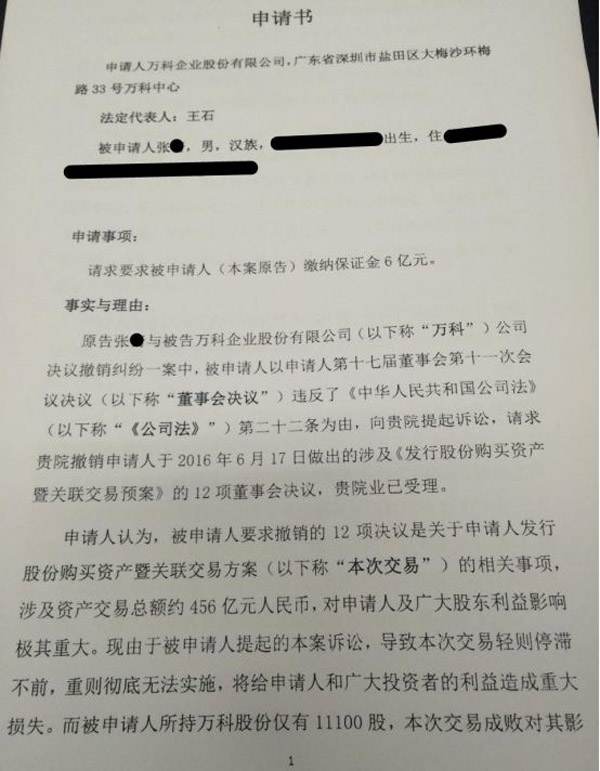 申请书
申请人万科企业股份有限公司，广东省深圳市盐田区大梅沙环梅
路33号万科中心
法定代表人：王石
被申请人张，男，汉族，出生，住
申请事项：
请求要求被申请人（本案原告）缴纳保证金6亿元。
事实与理由：
原告张与被告万科企业股份有限公司（以下称“万科”）公司
决议撤销纠纷一案中，被申请人以申请人第十七届董事会第十一次会
议决议（以下称“董事会决议”）违反了《中华人民共和国公司法》
（以下称“《公司法》”）第二十二条为由，向贵院提起诉讼，请求
贵院撤销申请人于2016年6月17日做出的涉及《发行股份购买资产
暨关联交易预案》的12项董事会决议，贵院业已受理。
申请人认为，被申请人要求撤销的12项决议是关于申请人发行
股份购买资产暨关联交易方案（以下称“本次交易”）的相关事项，
涉及资产交易总额约456亿元人民币，对申请人及广大股东利益影响
极其重大。现由于被申请人提起的本案诉讼，导致本次交易轻则停滞
不前，重则彻底无法实施，将给申请人和广大投资者的利益造成重大
损失。而被申请人所持万科股份仅有11100股，本次交易成败对其影
1